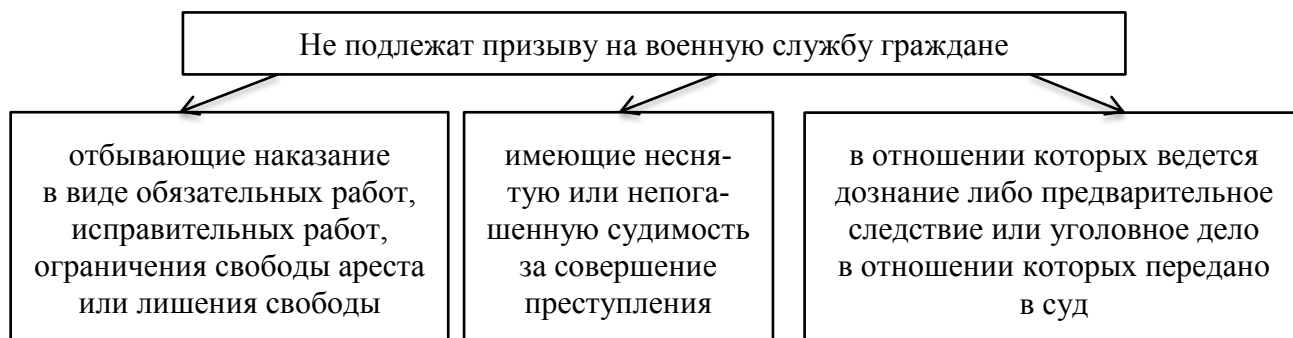 Не подлежат призыву на военную службу граждане
отбывающие наказание
в виде обязательных работ,
исправительных работ,
ограничения свободы ареста
или лишения свободы
имеющие несня-
тую или непога-
шенную судимость
за совершение
преступления
в отношении которых ведется
дознание либо предварительное
следствие или уголовное дело
в отношении которых передано
в суд